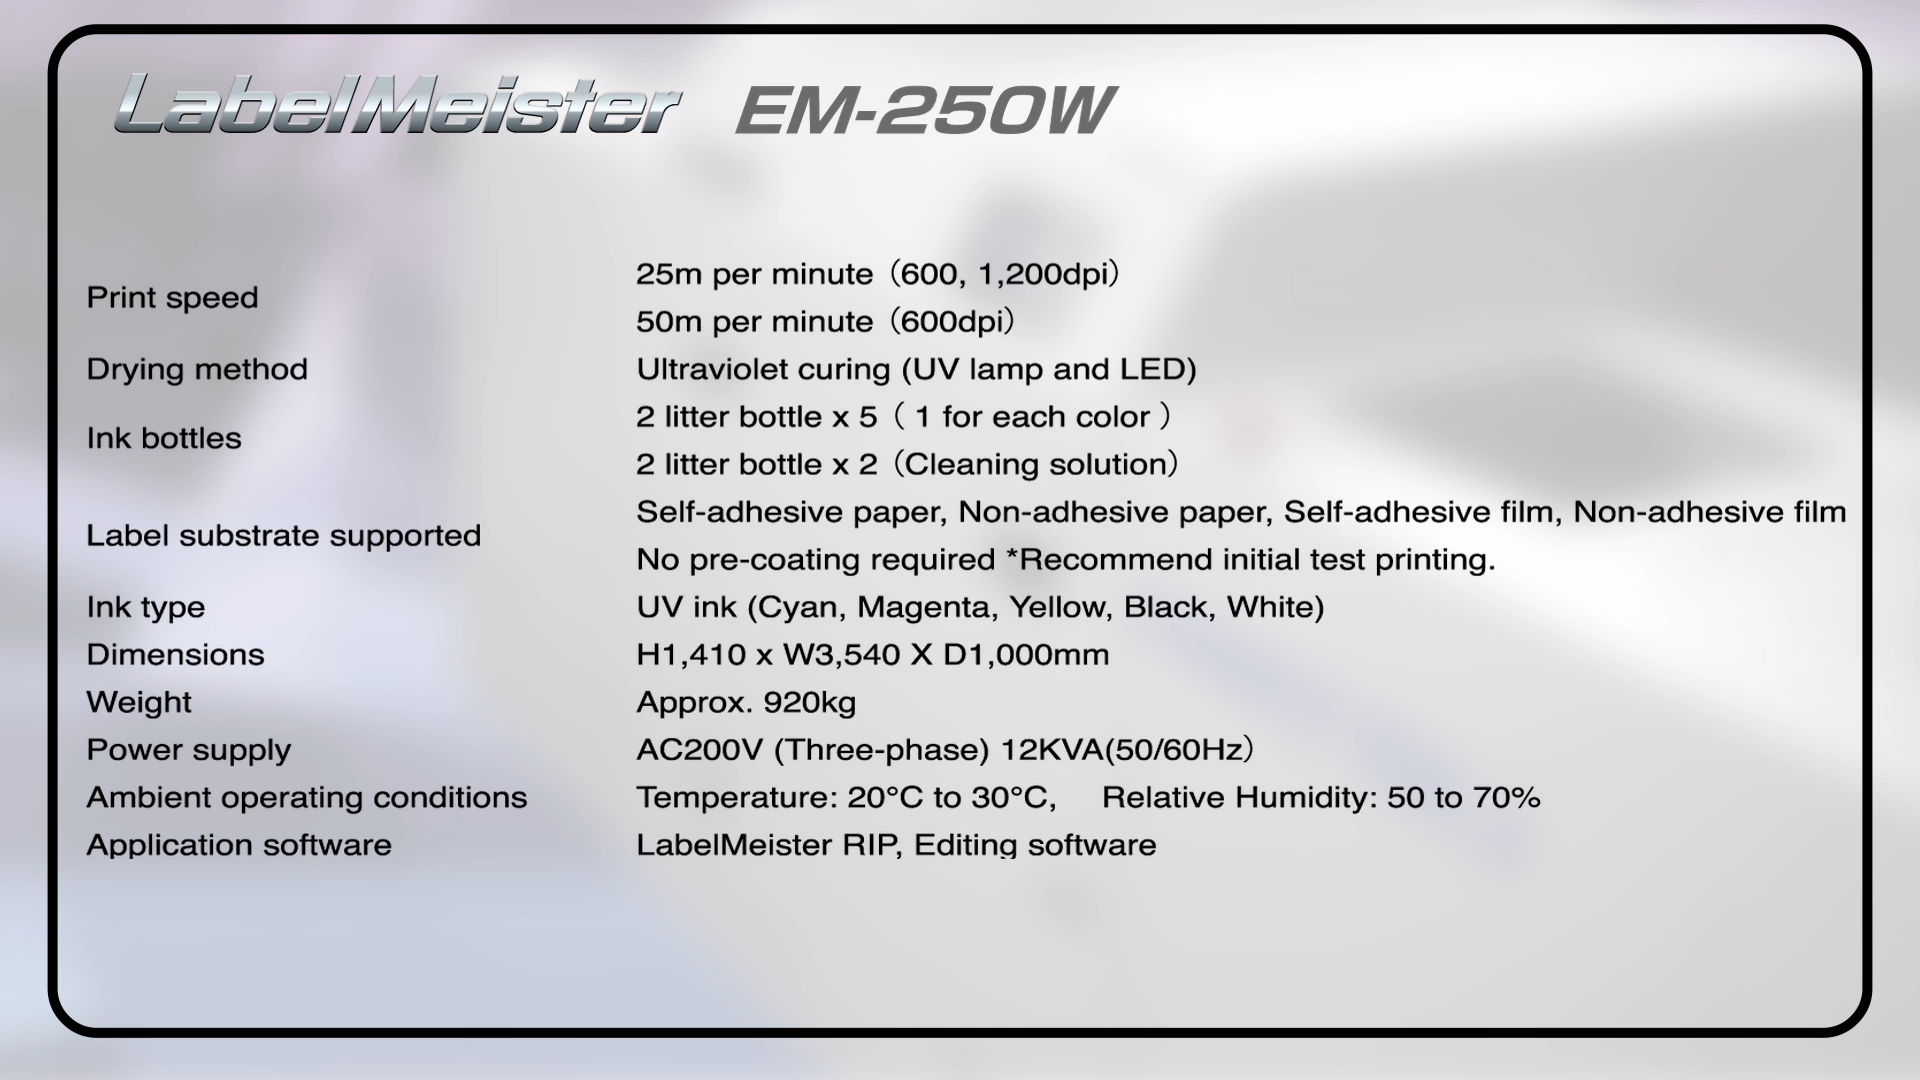 LabelMeister EM-250W
Print speed
25m per minute（600, 1,200dpi）
50m per minute（600dpi）
Drying method
Ultraviolet curing (UV lamp and LED)
Ink bottles
2 litter bottle x 5（ 1 for each color ）
2 litter bottle x 2（Cleaning solution）
Label substrate supported
Self-adhesive paper, Non-adhesive paper, Self-adhesive film, Non-adhesive film
No pre-coating required *Recommend initial test printing.
Ink type
UV ink (Cyan, Magenta, Yellow, Black, White)
Dimensions
H1,410 x W3,540 X D1,000mm
Weight
Approx. 920kg
Power supply
AC200V (Three-phase) 12KVA(50/60Hz）
Ambient operating conditions
Temperature: 20°C to 30°C,    Relative Humidity: 50 to 70%
Application software
LabelMeister RIP, Editing software